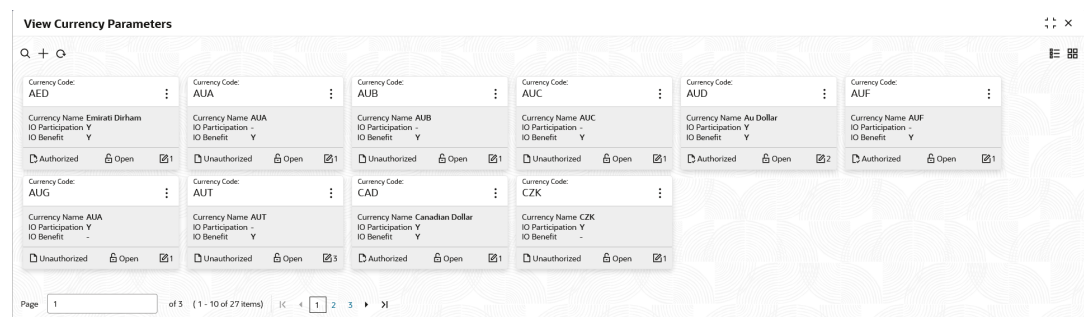 View Currency Parameters
Currency Code:
AED
Currency Name Emirati Dirham
IO Participation Y
IO Benefit Y
Authorized Open 1
Currency Code:
AUA
Currency Name AUA
IO Participation -
IO Benefit Y
Unauthorized Open 1
Currency Code:
AUB
Currency Name AUB
IO Participation Y
IO Benefit Y
Unauthorized Open 1
Currency Code:
AUC
Currency Name AUC
IO Participation -
IO Benefit Y
Unauthorized Open 1
Currency Code:
AUD
Currency Name Au Dollar
IO Participation Y
IO Benefit Y
Authorized Open 2
Currency Code:
AUF
Currency Name AUF
IO Participation Y
IO Benefit Y
Authorized Open 1
Currency Code:
AUG
Currency Name AUA
IO Participation Y
IO Benefit -
Unauthorized Open 1
Currency Code:
AUT
Currency Name AUT
IO Participation -
IO Benefit Y
Unauthorized Open 3
Currency Code:
CAD
Currency Name Canadian Dollar
IO Participation Y
IO Benefit Y
Authorized Open 1
Currency Code:
CZK
Currency Name CZK
IO Participation Y
IO Benefit -
Unauthorized Open 1
Page 1 of 3 ( 1 - 10 of 27 items) 1 2 3